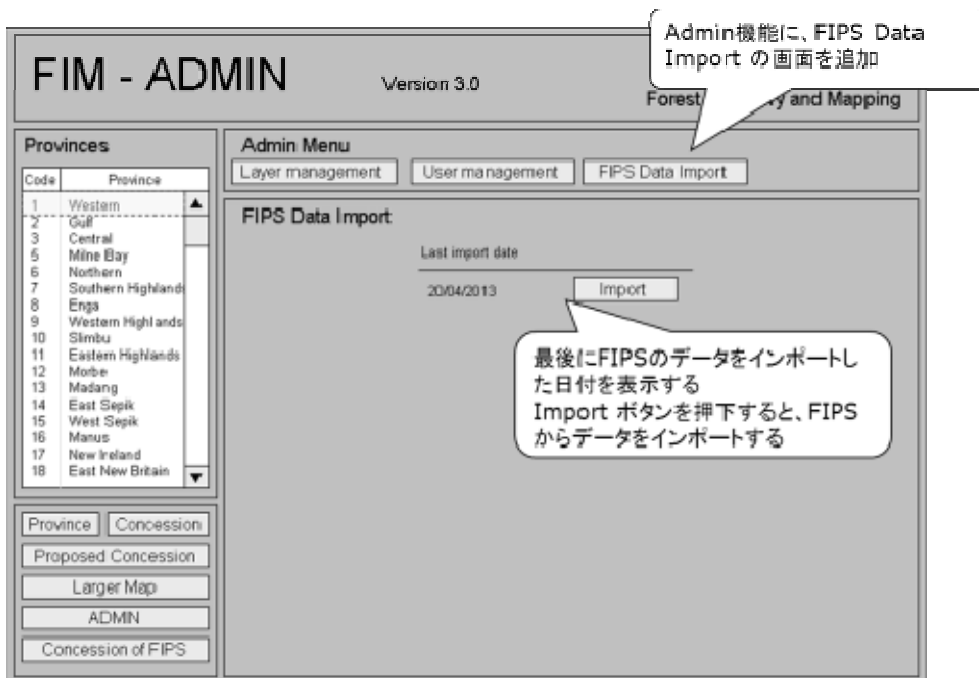 Admin機能に、FIPS Data
Import の画面を追加
FIM - ADMIN
Version 3.0
Forest
and Mapping
Provinces
Code Province
1 Western
2 Gulf
3 Central
5 Milne Bay
6 Northern
7 Southern Highlands
8 Enga
9 Western Highlands
10 Simbu
11 Eastern Highlands
12 Morbe
13 Madang
14 East Sepik
15 West Sepik
16 Manus
17 New Ireland
18 East New Britain
Province Concession
Proposed Concession
Larger Map
ADMIN
Concession of FIPS
Admin Menu
Layer management User management FIPS Data Import
FIPS Data Import
Last import date
20/04/2013 Import
最後にFIPSのデータをインポートし
た日付を表示する
Import ボタンを押下すると、FIPS
からデータをインポートする